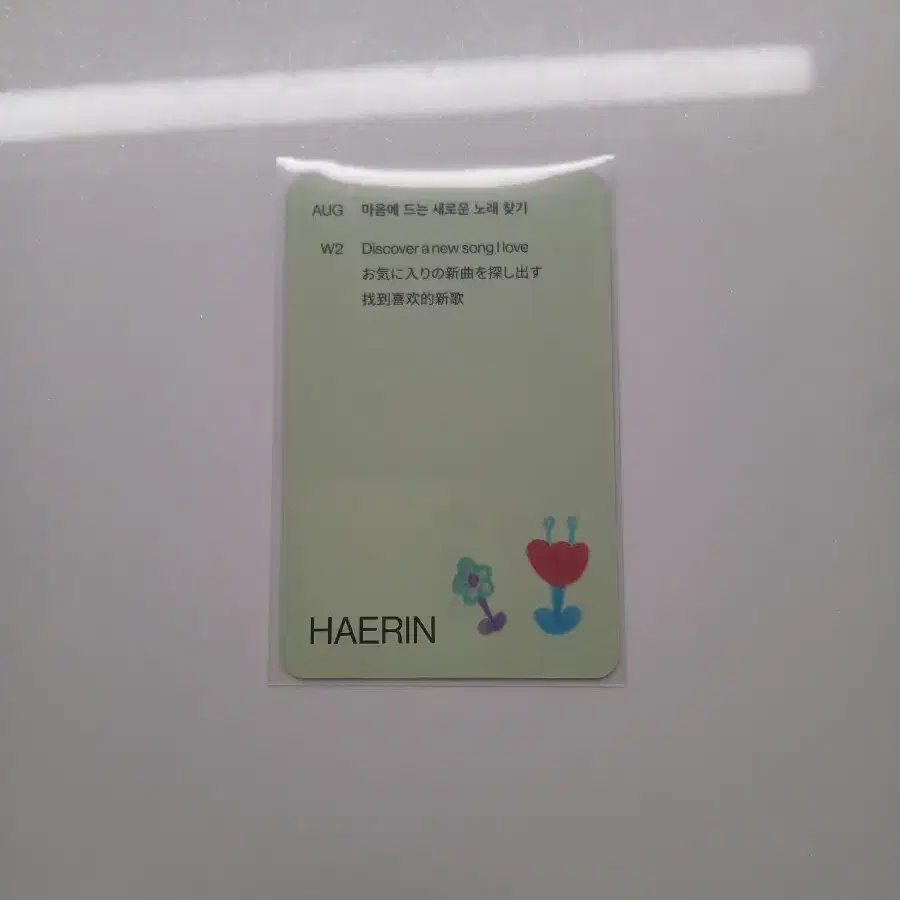 AUG 마음에 드는 새로운 노래 찾기
W2 Discover a new song I love
お気に入りの新曲を探し出す
找到喜欢的新歌
HAERIN